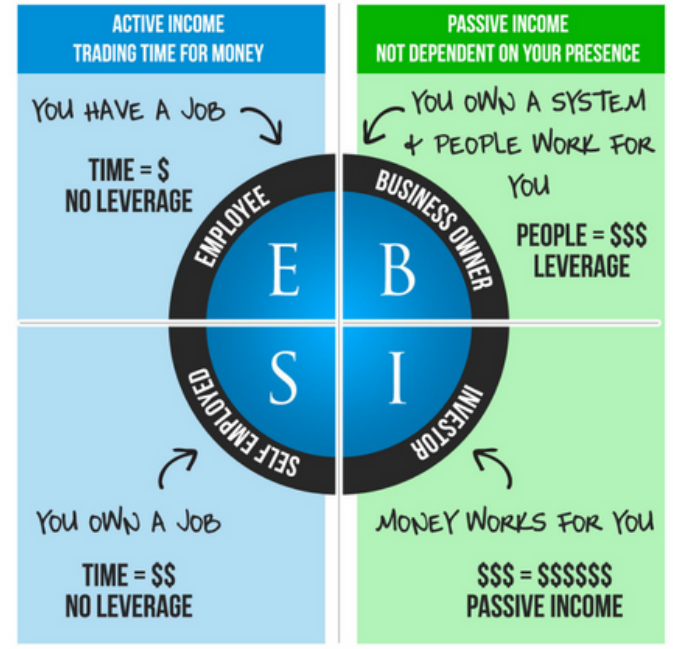 ACTIVE INCOME
TRADING TIME FOR MONEY
PASSIVE INCOME
NOT DEPENDENT ON YOUR PRESENCE
YOU HAVE A JOB
TIME = $
NO LEVERAGE
YOU OWN A SYSTEM
+ PEOPLE WORK FOR
YOU
PEOPLE = $$$
LEVERAGE
EMPLOYEE
BUSINESS OWNER
E
B
S
I
SELF EMPLOYED
INVESTOR
YOU OWN A JOB
TIME = $$
NO LEVERAGE
MONEY WORKS FOR YOU
$$$ = $$$$$$
PASSIVE INCOME